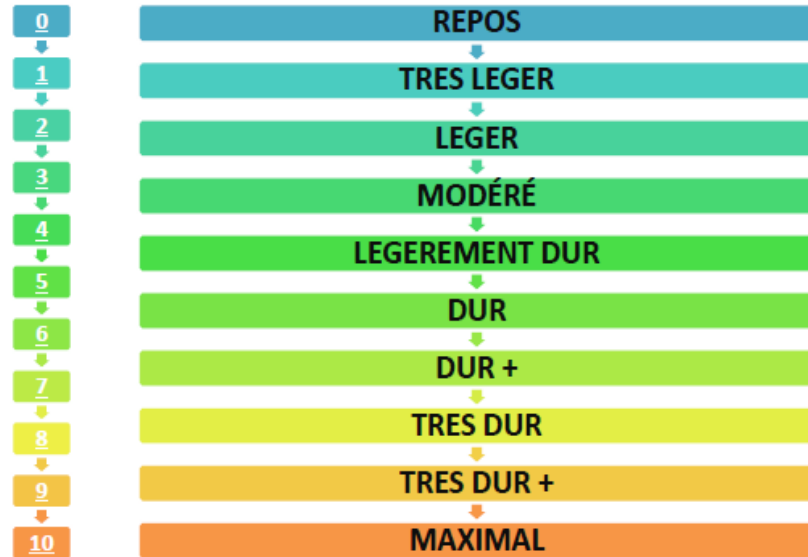 0 REPOS
1 TRES LEGER
2 LEGER
3 MODÉRÉ
4 LEGEREMENT DUR
5 DUR
6 DUR +
7 TRES DUR
8 TRES DUR +
9 MAXIMAL
10